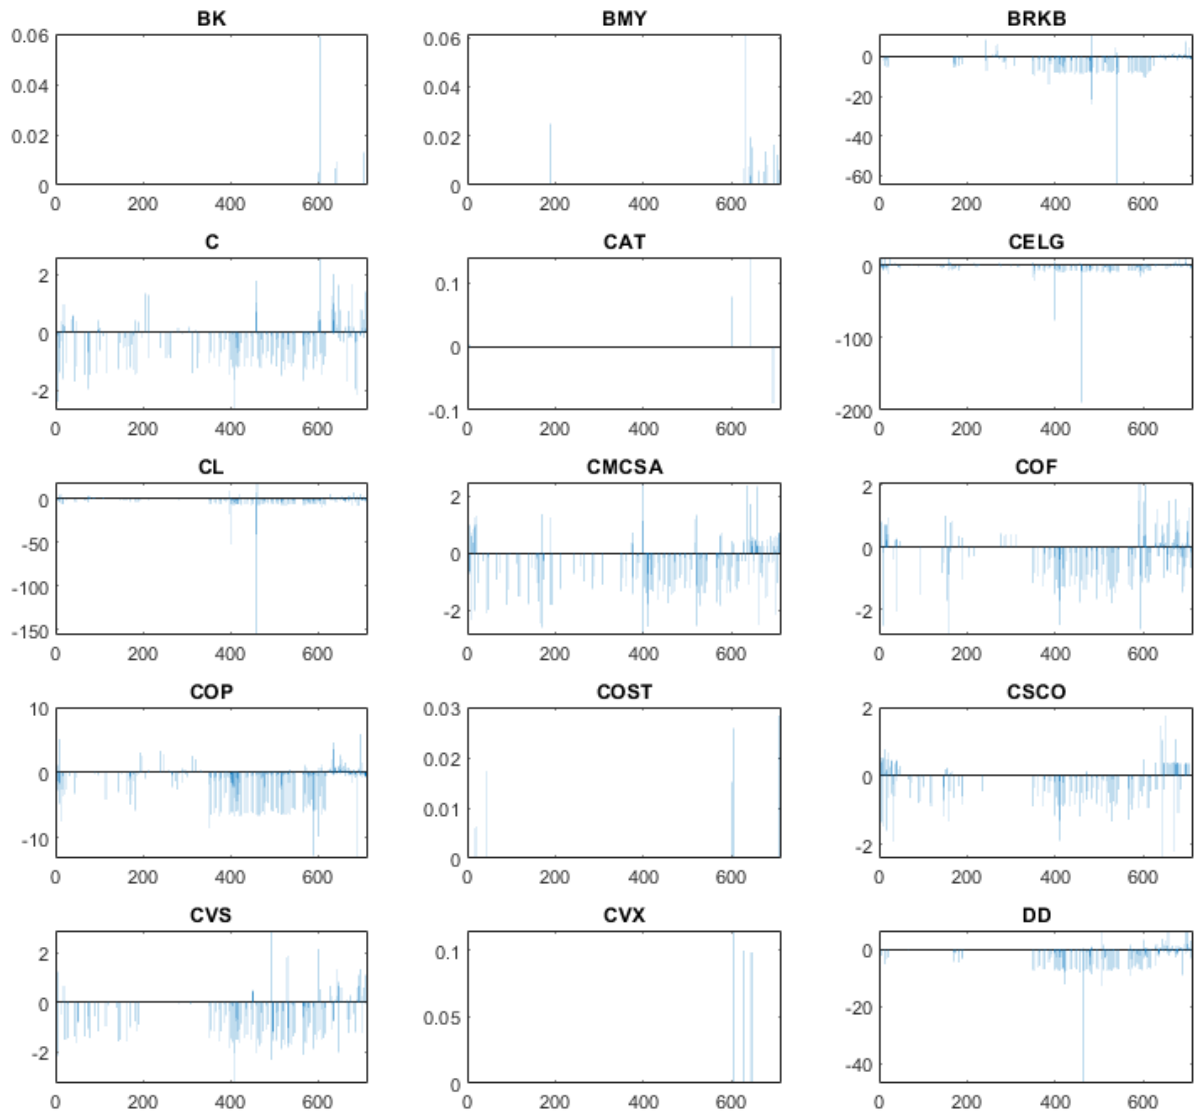 BK BMY BRKB
0.06
0.04
0.02
0
0 200 400 600
0.06
0.04
0.02
0
0 200 400 600
0
-20
-40
-60
0 200 400 600
C CAT CELG
2
0
-2
0 200 400 600
0.1
0
-0.1
0 200 400 600
0
-100
-200
0 200 400 600
CL CMCSA COF
0
-50
-100
-150
0 200 400 600
2
0
-2
0 200 400 600
2
0
-2
0 200 400 600
COP COST CSCO
10
0
-10
0 200 400 600
0.03
0.02
0.01
0
0 200 400 600
2
0
-2
0 200 400 600
CVS CVX DD
2
0
-2
0 200 400 600
0.1
0.05
0
0 200 400 600
0
-20
-40
0 200 400 600